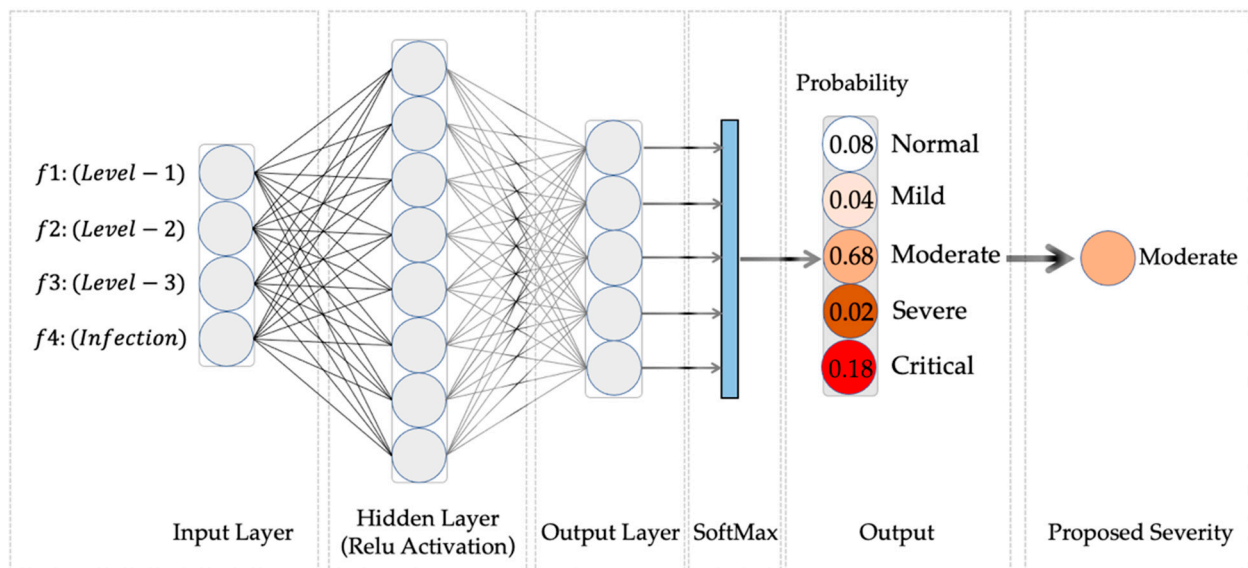 f1: (Level − 1)
f2: (Level − 2)
f3: (Level − 3)
f4: (Infection)
Probability
0.08 Normal
0.04 Mild
0.68 Moderate
0.02 Severe
0.18 Critical
Moderate
Input Layer
Hidden Layer
(Relu Activation)
Output Layer
SoftMax
Output
Proposed Severity